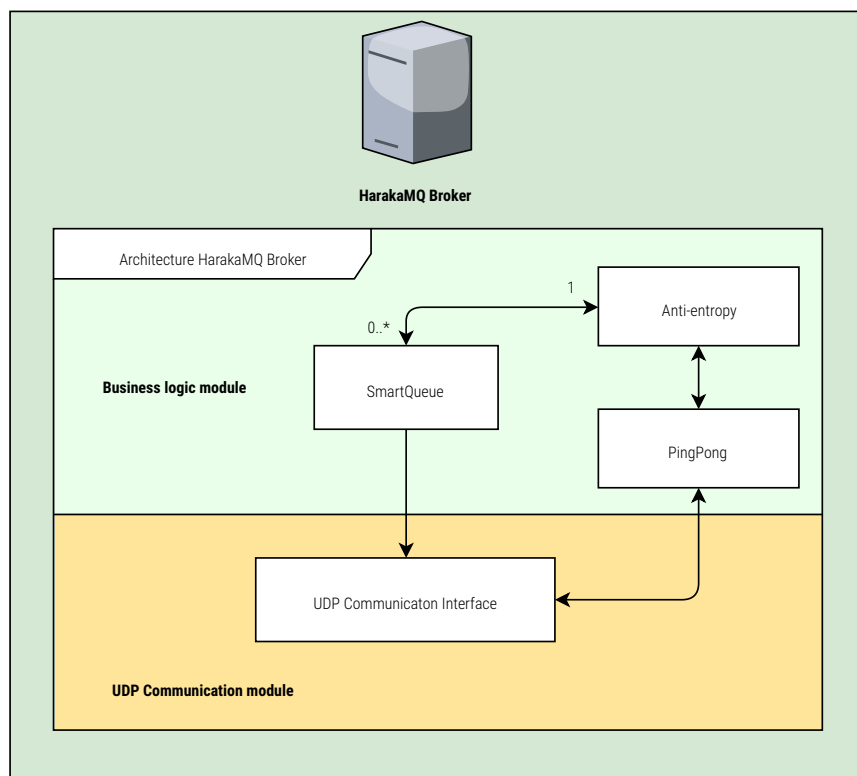 HarakaMQ Broker
Architecture HarakaMQ Broker
1
Anti-entropy
0..*
Business logic module
SmartQueue
PingPong
UDP Communicaton Interface
UDP Communication module